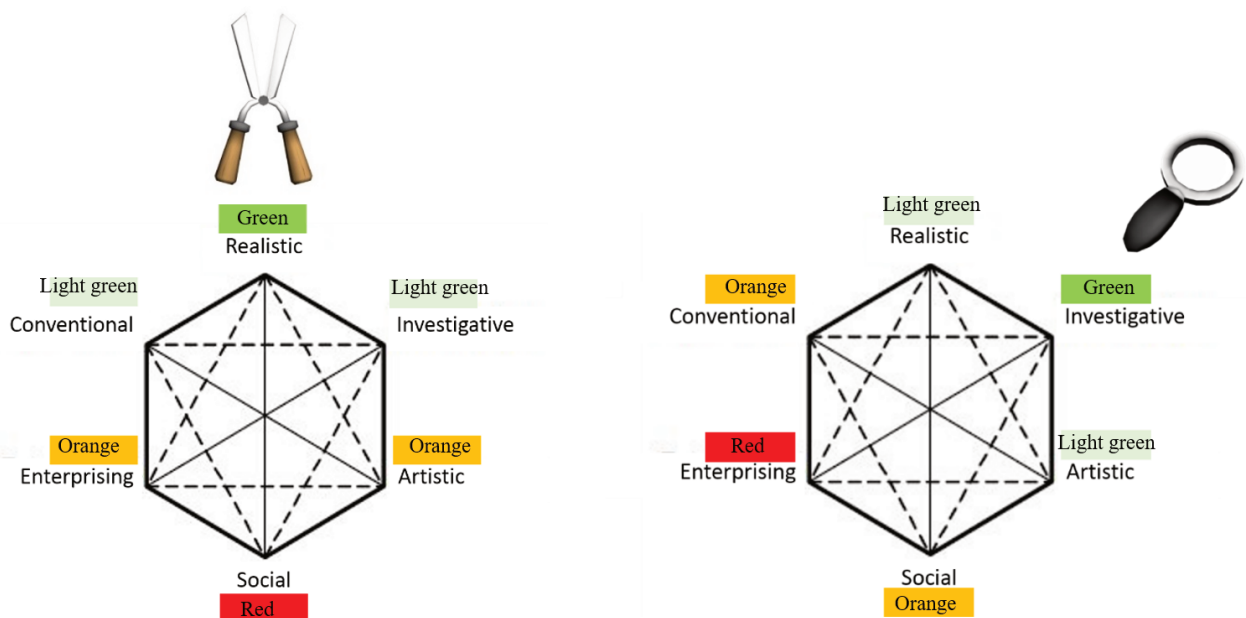 Green
Realistic
Light green
Conventional
Light green
Investigative
Orange
Enterprising
Orange
Artistic
Social
Red
Light green
Realistic
Orange
Conventional
Green
Investigative
Red
Enterprising
Light green
Artistic
Social
Orange